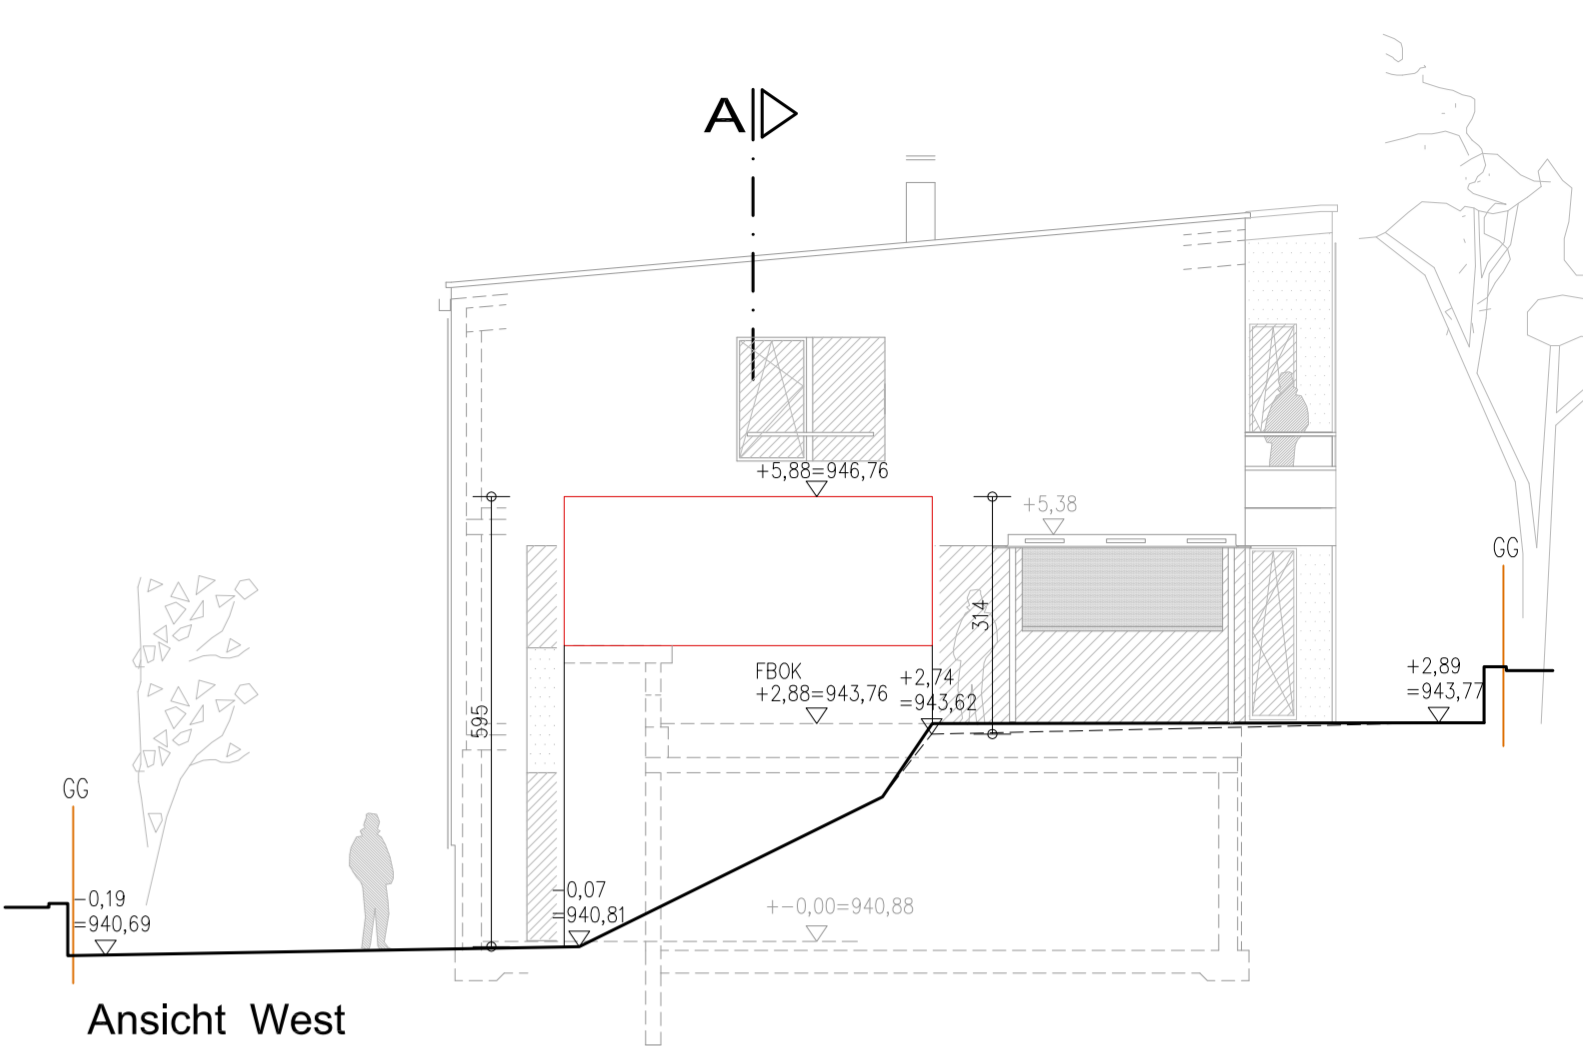 A
+5,88=946,76
+5,38
GG
314
FBOK
+2,88=943,76
+2,74
=943,62
+2,89
=943,77
595
GG
-0,19
=940,69
-0,07
=940,81
+-0,00=940,88
Ansicht West